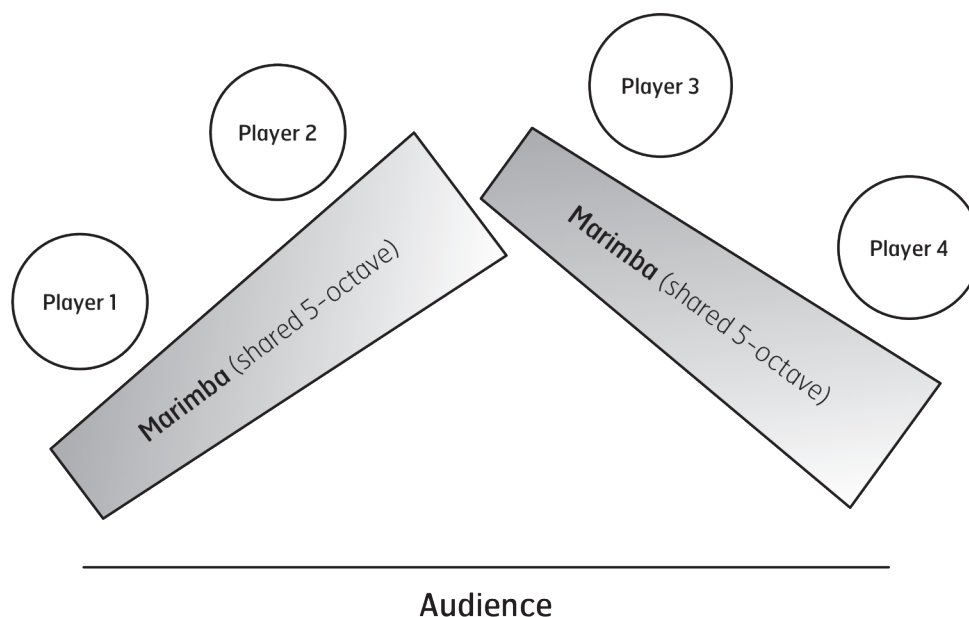 Player 3
Player 2
Player 4
Player 1
Marimba (shared 5-octave)
Marimba (shared 5-octave)
Audience